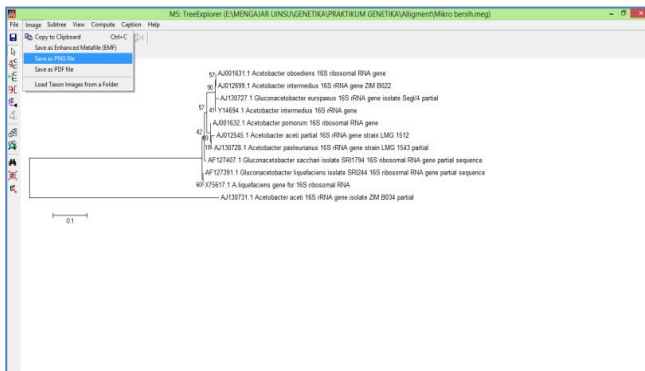 M5: TreeExplorer (E:\MENGAJAR UINSU\GENETIKA\PRAKTIKUM GENETIKA\Alligment\Mikro bersih.meg)
File Image Subtree View Compute Caption Help
Copy to Clipboard Ctrl+C
Save as Enhanced Metafile (EMF)
Save as PNG file
Save as PDF file
Load Taxon Images from a Folder
57 AJ001631.1 Acetobacter oboediens 16S ribosomal RNA gene
90 AJ012699.1 Acetobacter intermedius 16S rRNA gene ZIM B022
AJ130727.1 Gluconacetobacter europaeus 16S rRNA gene isolate SegII/4 partial
57 41 Y14694.1 Acetobacter intermedius 16S rRNA gene
AJ001632.1 Acetobacter pomorum 16S ribosomal RNA gene
42 AJ012545.1 Acetobacter aceti partial 16S rRNA gene strain LMG 1512
AJ130728.1 Acetobacter pasteurianus 16S rRNA gene strain LMG 1543 partial
AF127407.1 Gluconacetobacter sacchari isolate SRI1794 16S ribosomal RNA gene partial sequence
AF127391.1 Gluconacetobacter liquefaciens isolate SRI244 16S ribosomal RNA gene partial sequence
60 X75617.1 A.liquefaciens gene for 16S ribosomal RNA
AJ130731.1 Acetobacter aceti 16S rRNA gene isolate ZIM B034 partial
0.1